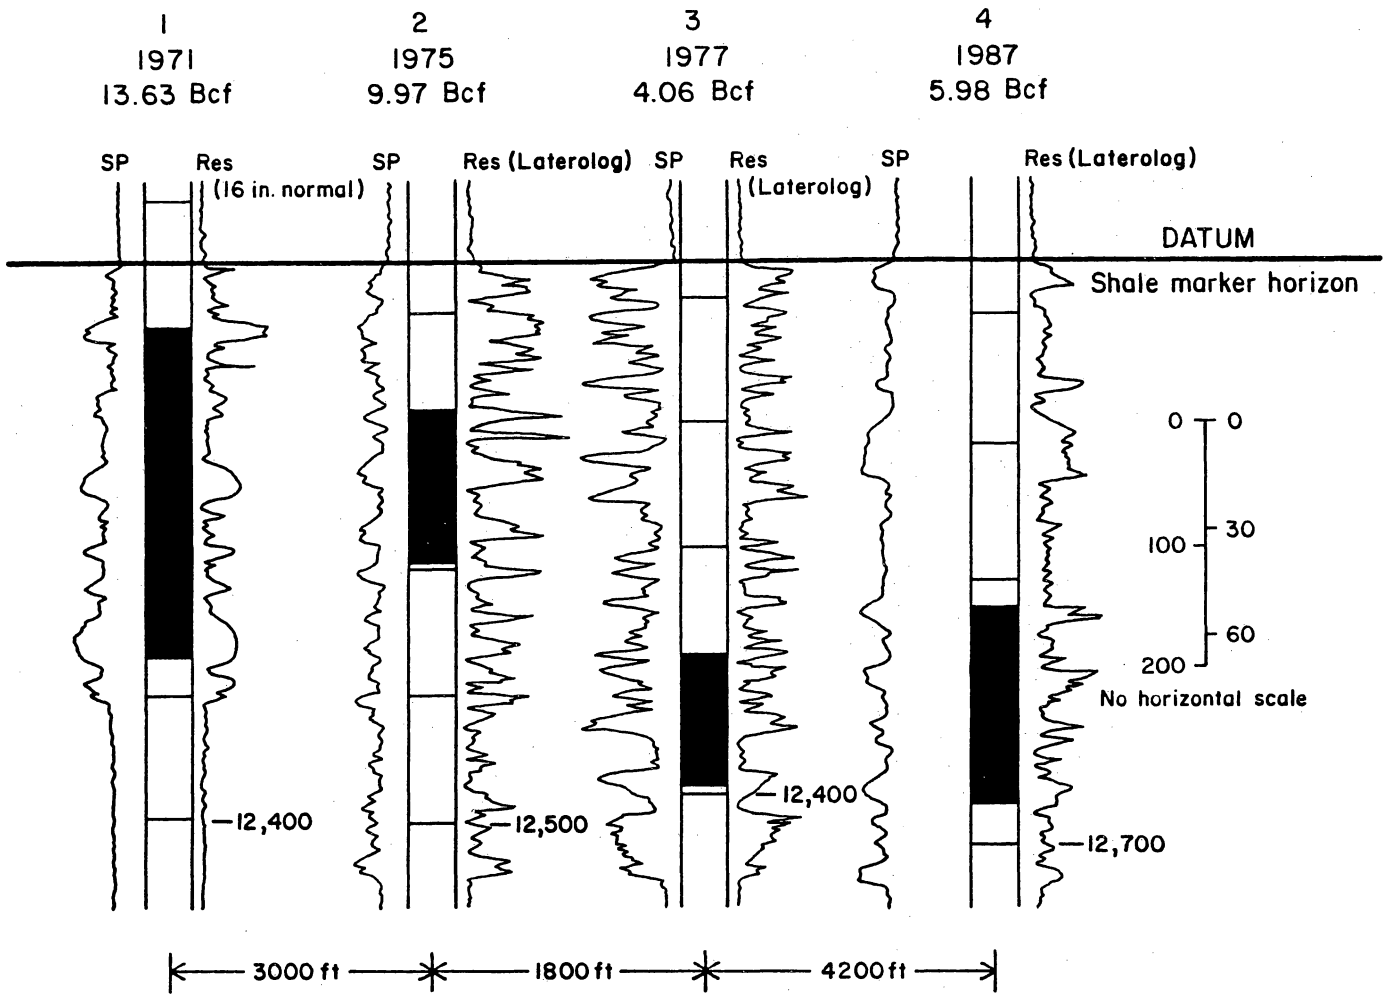 1 2 3 4
1971 1975 1977 1987
13.63 Bcf 9.97 Bcf 4.06 Bcf 5.98 Bcf
SP Res SP Res (Laterolog) SP Res SP Res (Laterolog)
(16 in. normal) (Laterolog)
DATUM
Shale marker horizon
0 0
30
100
60
200
No horizontal scale
12,400
12,400 12,500
12,700
3000 ft 1800 ft 4200 ft